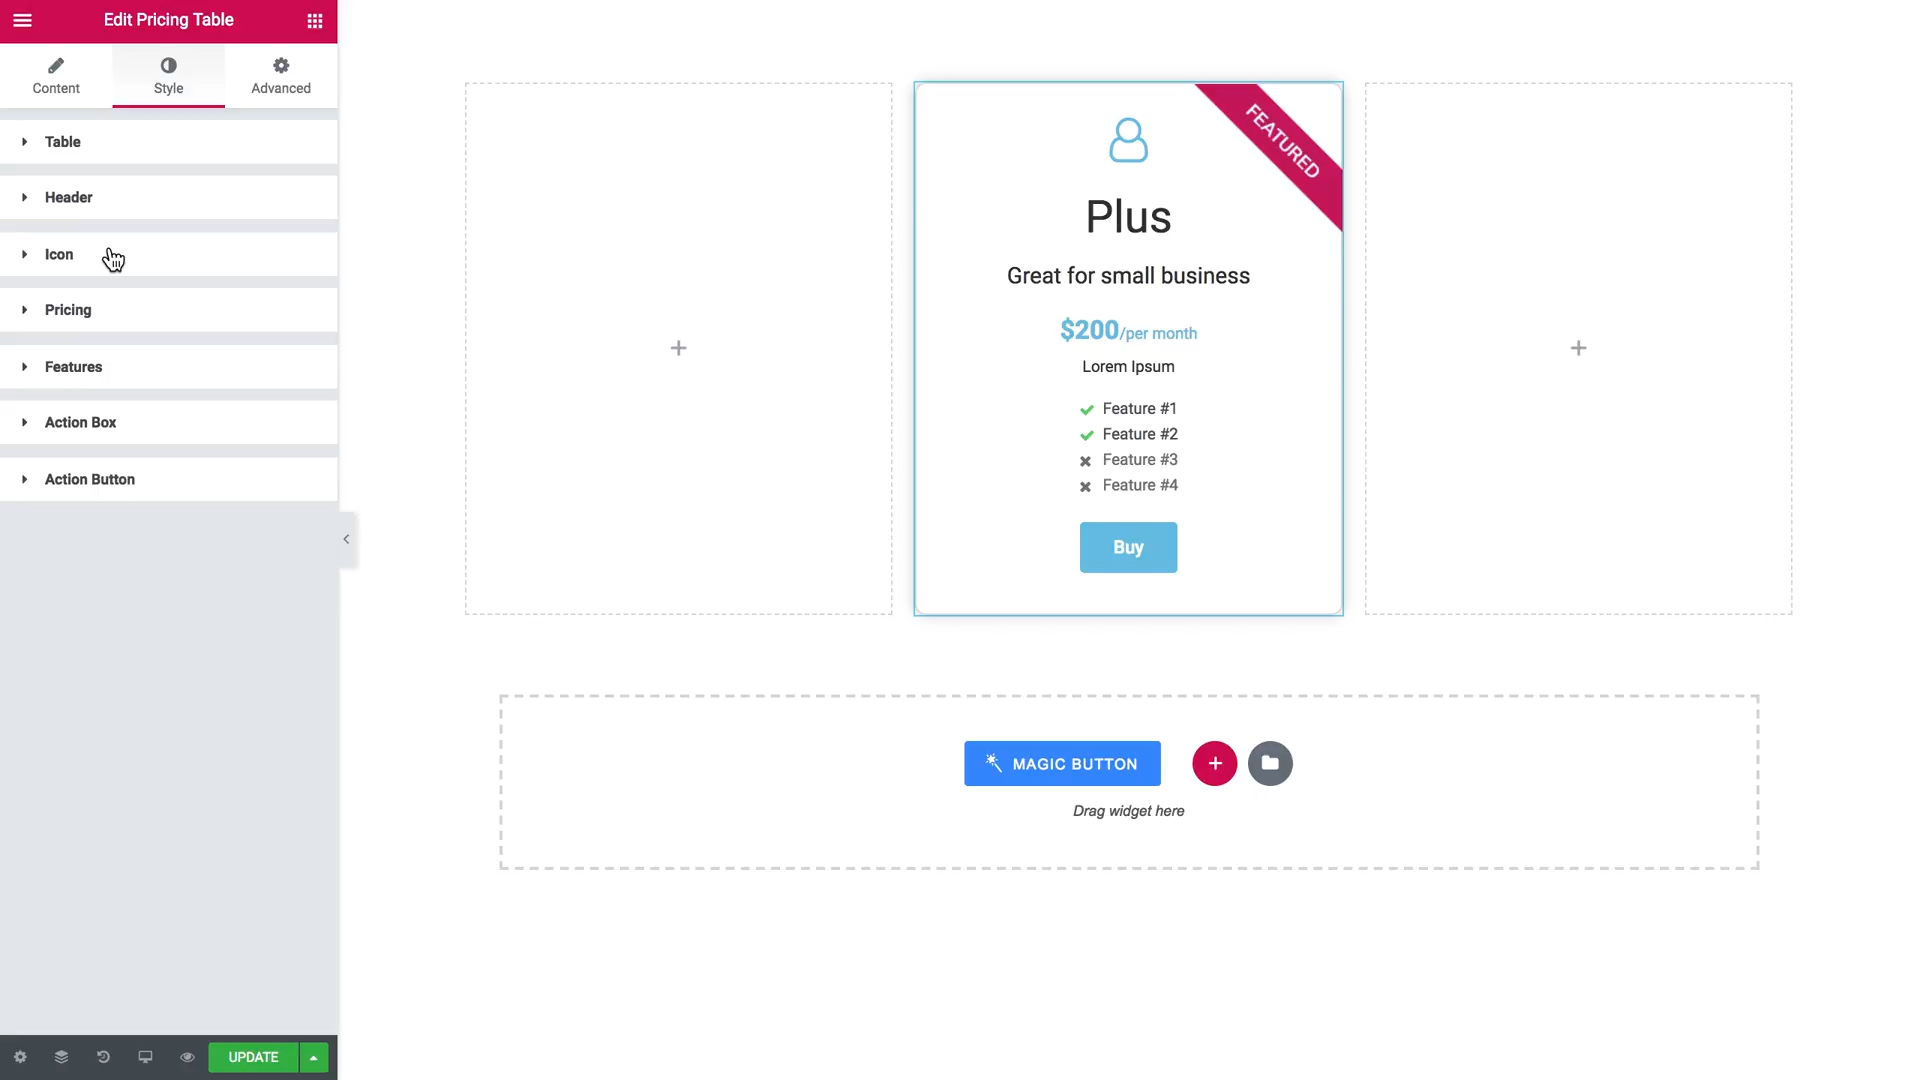 Edit Pricing Table
Content
Style
Advanced
Table
Header
Icon
Pricing
Features
Action Box
Action Button
UPDATE
FEATURED
Plus
Great for small business
$200/per month
Lorem Ipsum
Feature #1
Feature #2
Feature #3
Feature #4
Buy
MAGIC BUTTON
Drag widget here